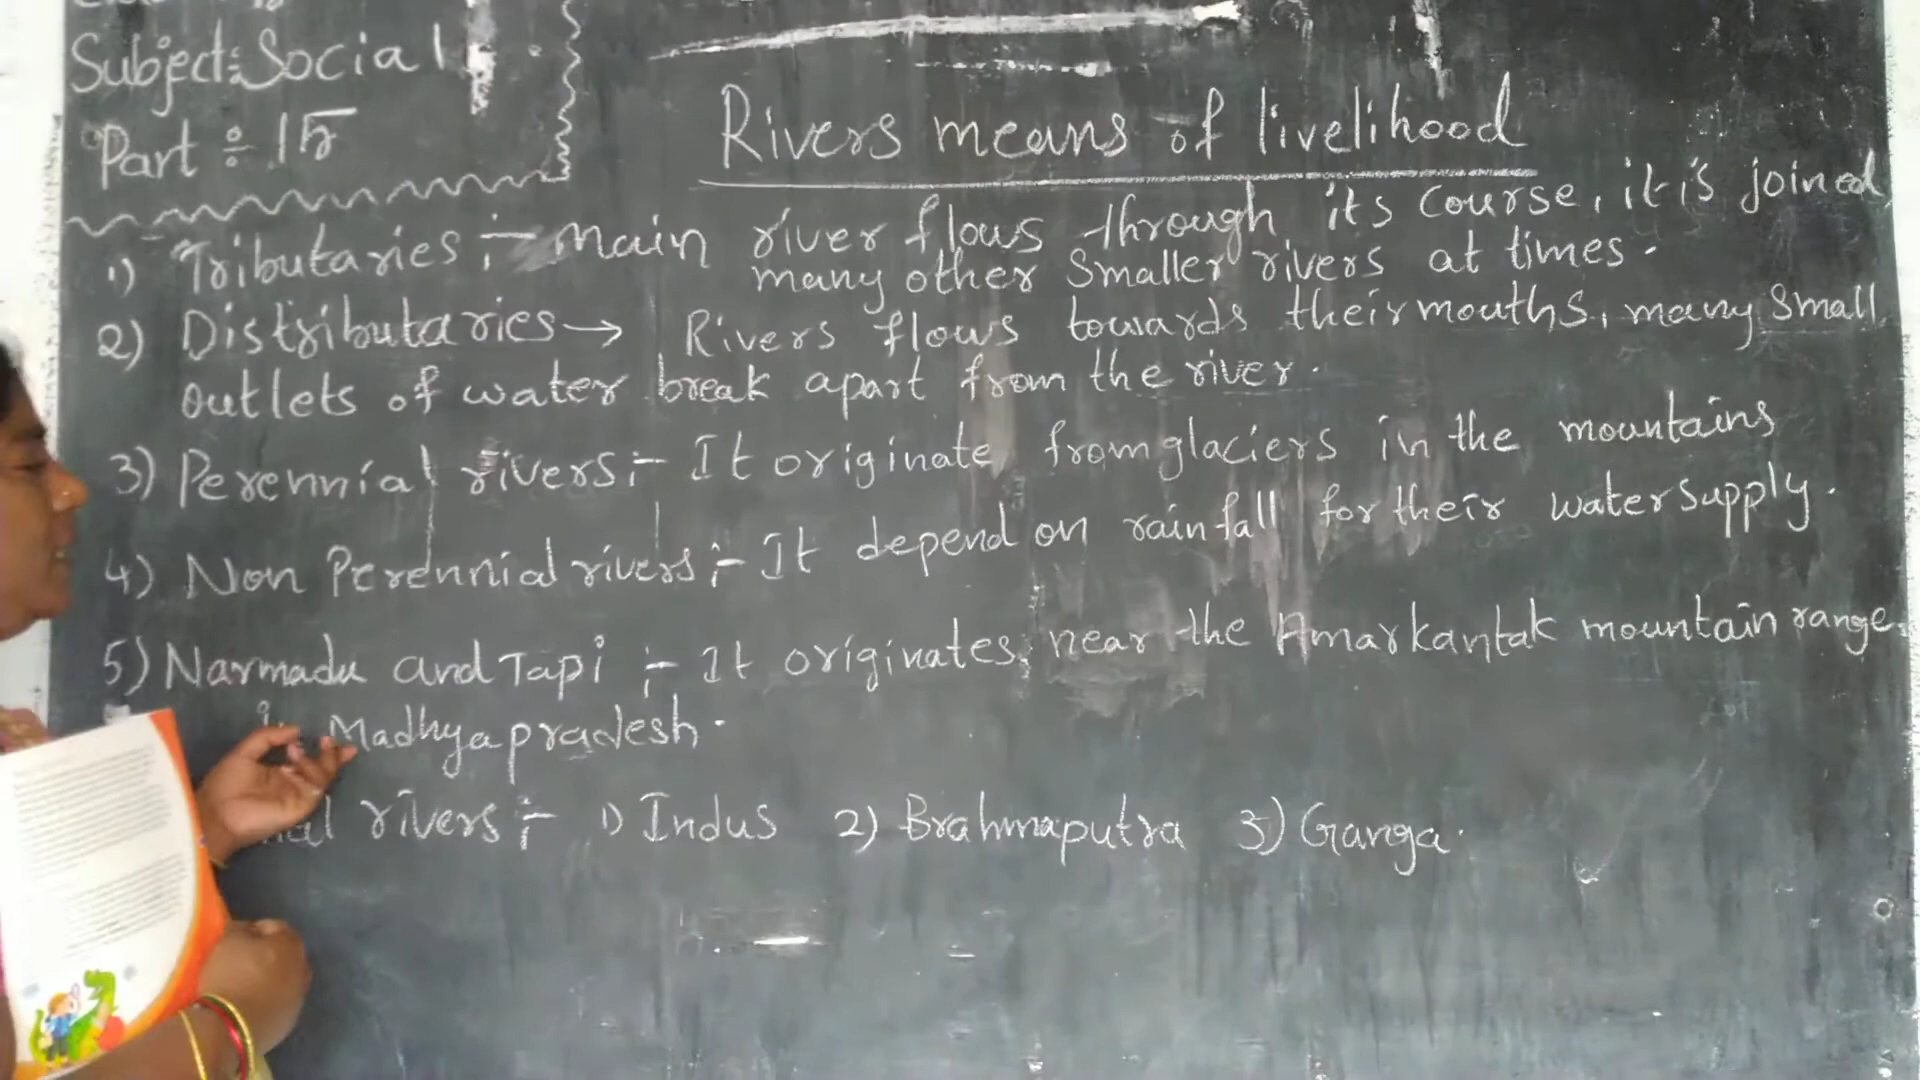 Subject: Social
Part ÷ 15
Rivers means of livelihood
1) Tributaries :- Main river flows through its course, it is joined
many other smaller rivers at times.
2) Distributaries → Rivers flows towards their mouths, many small
outlets of water break apart from the river.
3) Perennial rivers :- It originate from glaciers in the mountains
4) Non Perennial rivers :- It depend on rainfall for their water supply.
5) Narmada and Tapi :- It originates near the Amarkantak mountain range
in Madhyapradesh.
rivers :- 1) Indus 2) Brahmaputra 3) Ganga.